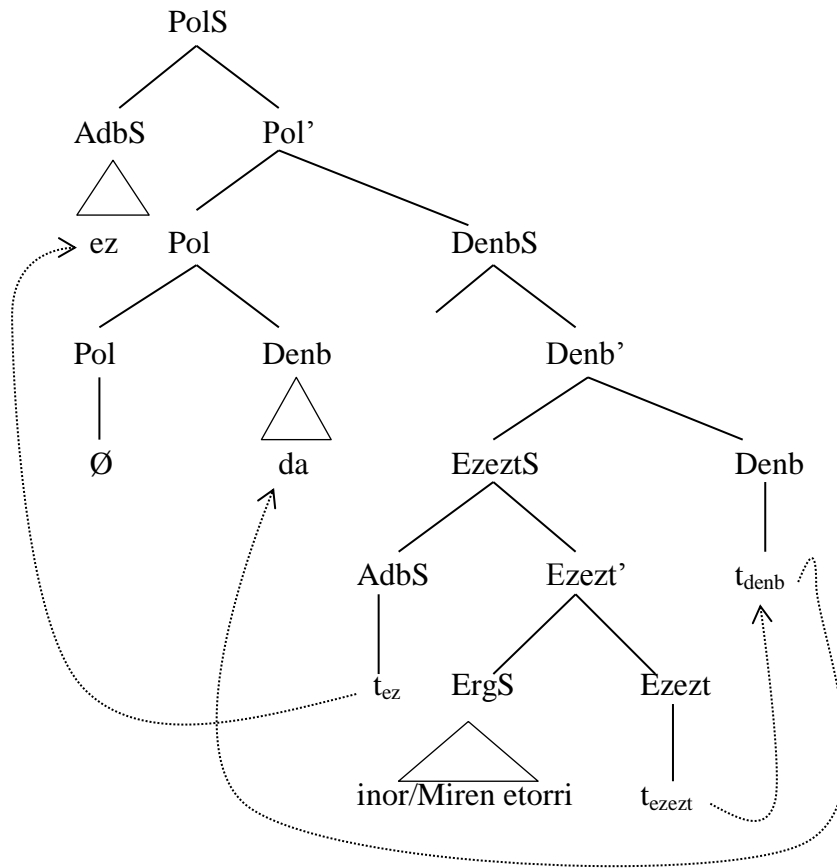 PolS
AdbS Pol’
ez Pol DenbS
Pol Denb Denb’
Ø da EzeztS Denb
AdbS Ezezt’ t_denb
t_ez ErgS Ezezt
inor/Miren etorri t_ezezt